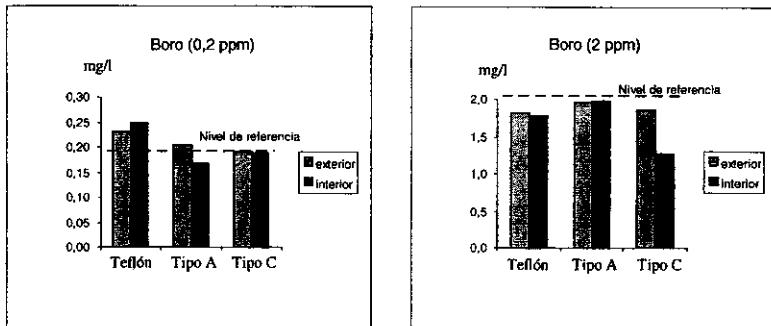 Boro (0,2 ppm)
mg/l
0,30
0,25
0,20
0,15
0,10
0,05
0,00
Nivel de referencia
Teflón Tipo A Tipo C
exterior
interior
Boro (2 ppm)
mg/l
Nivel de referencia
2,0
1,5
1,0
0,5
0,0
Teflón Tipo A Tipo C
exterior
interior